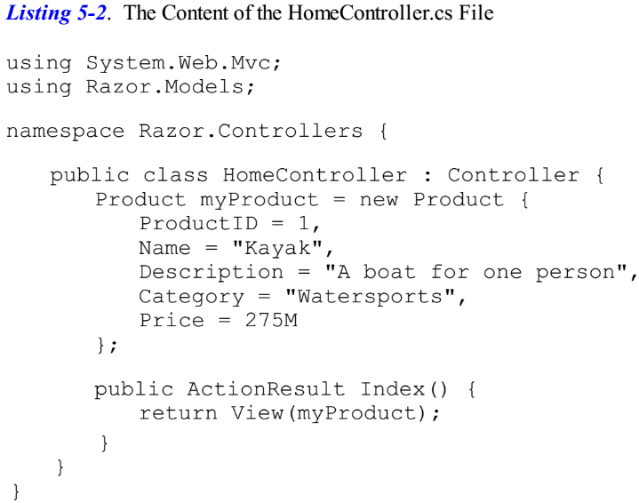 Listing 5-2. The Content of the HomeController.cs File
using System.Web.Mvc;
using Razor.Models;
namespace Razor.Controllers {
public class HomeController : Controller {
Product myProduct = new Product {
ProductID = 1,
Name = "Kayak",
Description = "A boat for one person",
Category = "Watersports",
Price = 275M
};
public ActionResult Index() {
return View(myProduct);
}
}
}